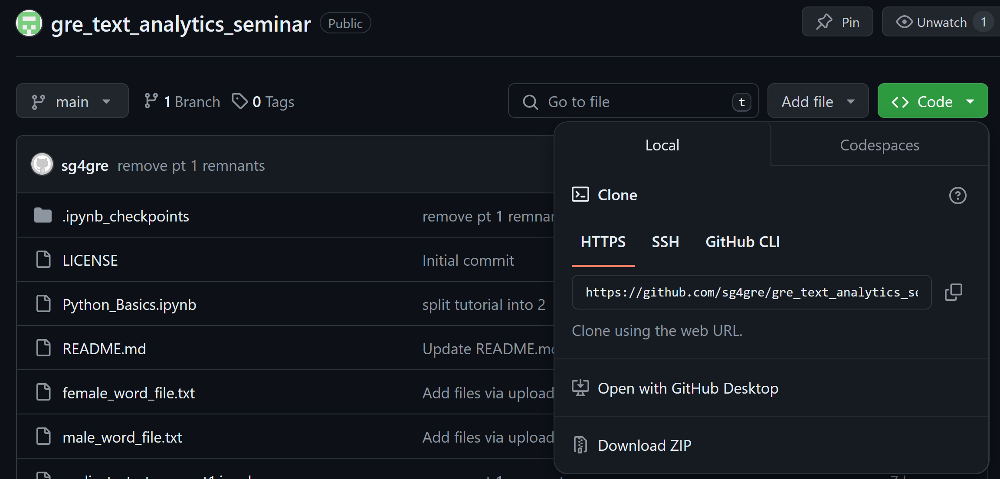 gre_text_analytics_seminar Public Pin Unwatch 1
main 1 Branch 0 Tags Go to file t Add file Code
Local Codespaces
sg4gre remove pt 1 remnants
Clone
.ipynb_checkpoints remove pt 1
HTTPS SSH GitHub CLI
LICENSE Initial commit
https://github.com/sg4gre/gre_text_analytics_se
Python_Basics.ipynb split tutorial into 2
Clone using the web URL.
README.md Update README.md
Open with GitHub Desktop
female_word_file.txt Add files via upload
male_word_file.txt Add files via upload
Download ZIP